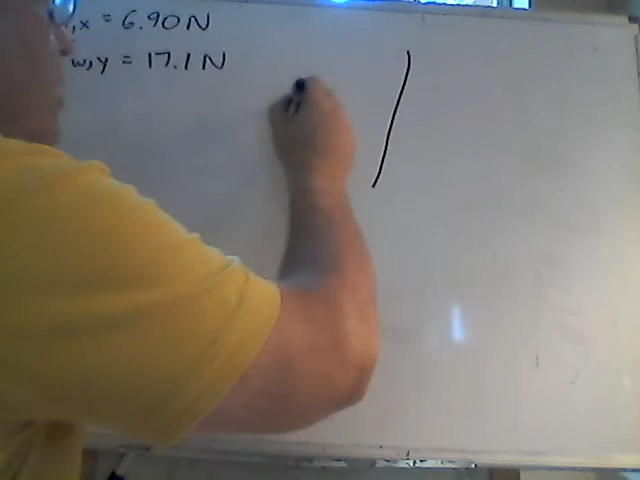 ,x = 6.90 N
w,y = 17.1 N